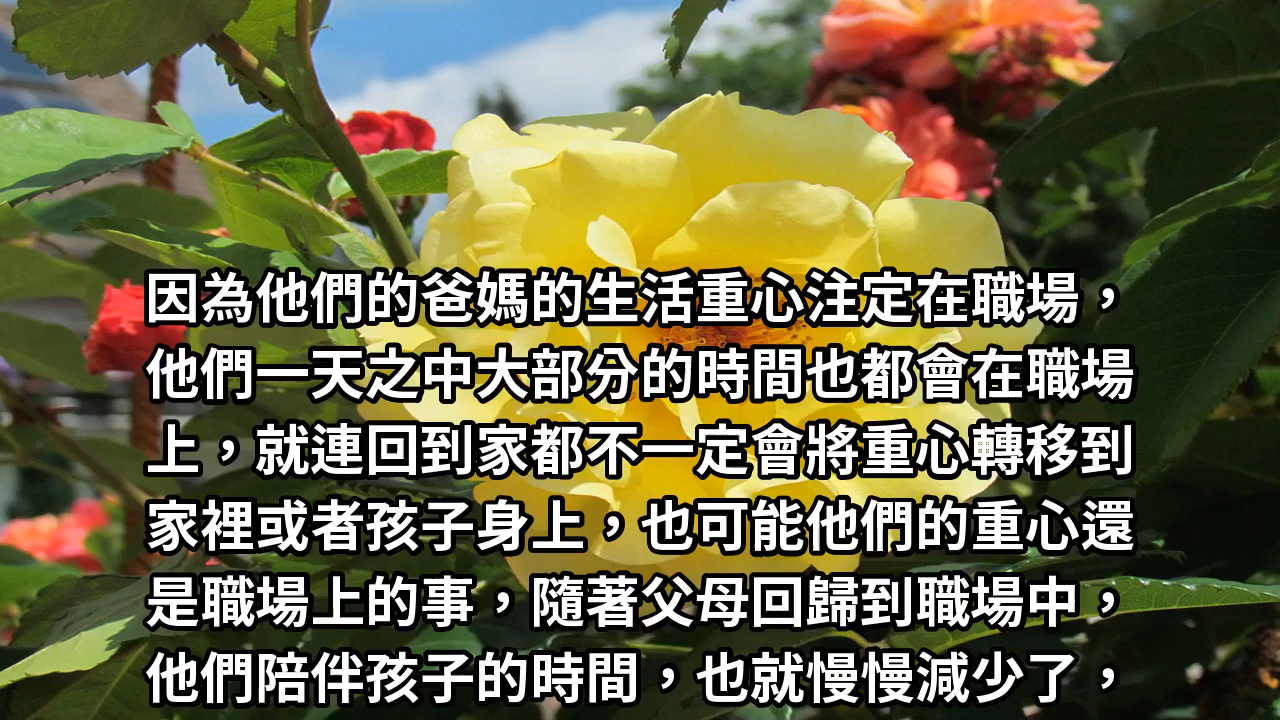 因為他們的爸媽的生活重心注定在職場，
他們一天之中大部分的時間也都會在職場
上，就連回到家都不一定會將重心轉移到
家裡或者孩子身上，也可能他們的重心還
是職場上的事，隨著父母回歸到職場中，
他們陪伴孩子的時間，也就慢慢減少了，